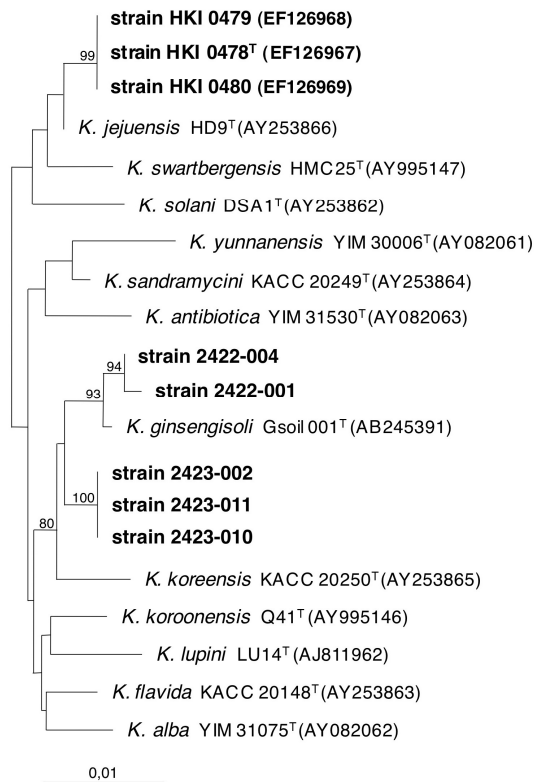 strain HKI 0479 (EF126968)
strain HKI 0478ᵀ (EF126967)
99
strain HKI 0480 (EF126969)
K. jejuensis HD9ᵀ(AY253866)
K. swartbergensis HMC25ᵀ(AY995147)
K. solani DSA1ᵀ(AY253862)
K. yunnanensis YIM 30006ᵀ(AY082061)
K. sandramycini KACC 20249ᵀ(AY253864)
K. antibiotica YIM 31530ᵀ(AY082063)
strain 2422-004
94
strain 2422-001
93
K. ginsengisoli Gsoil 001ᵀ(AB245391)
strain 2423-002
100
strain 2423-011
80
strain 2423-010
K. koreensis KACC 20250ᵀ(AY253865)
K. koroonensis Q41ᵀ(AY995146)
K. lupini LU14ᵀ(AJ811962)
K. flavida KACC 20148ᵀ(AY253863)
K. alba YIM 31075ᵀ(AY082062)
0,01